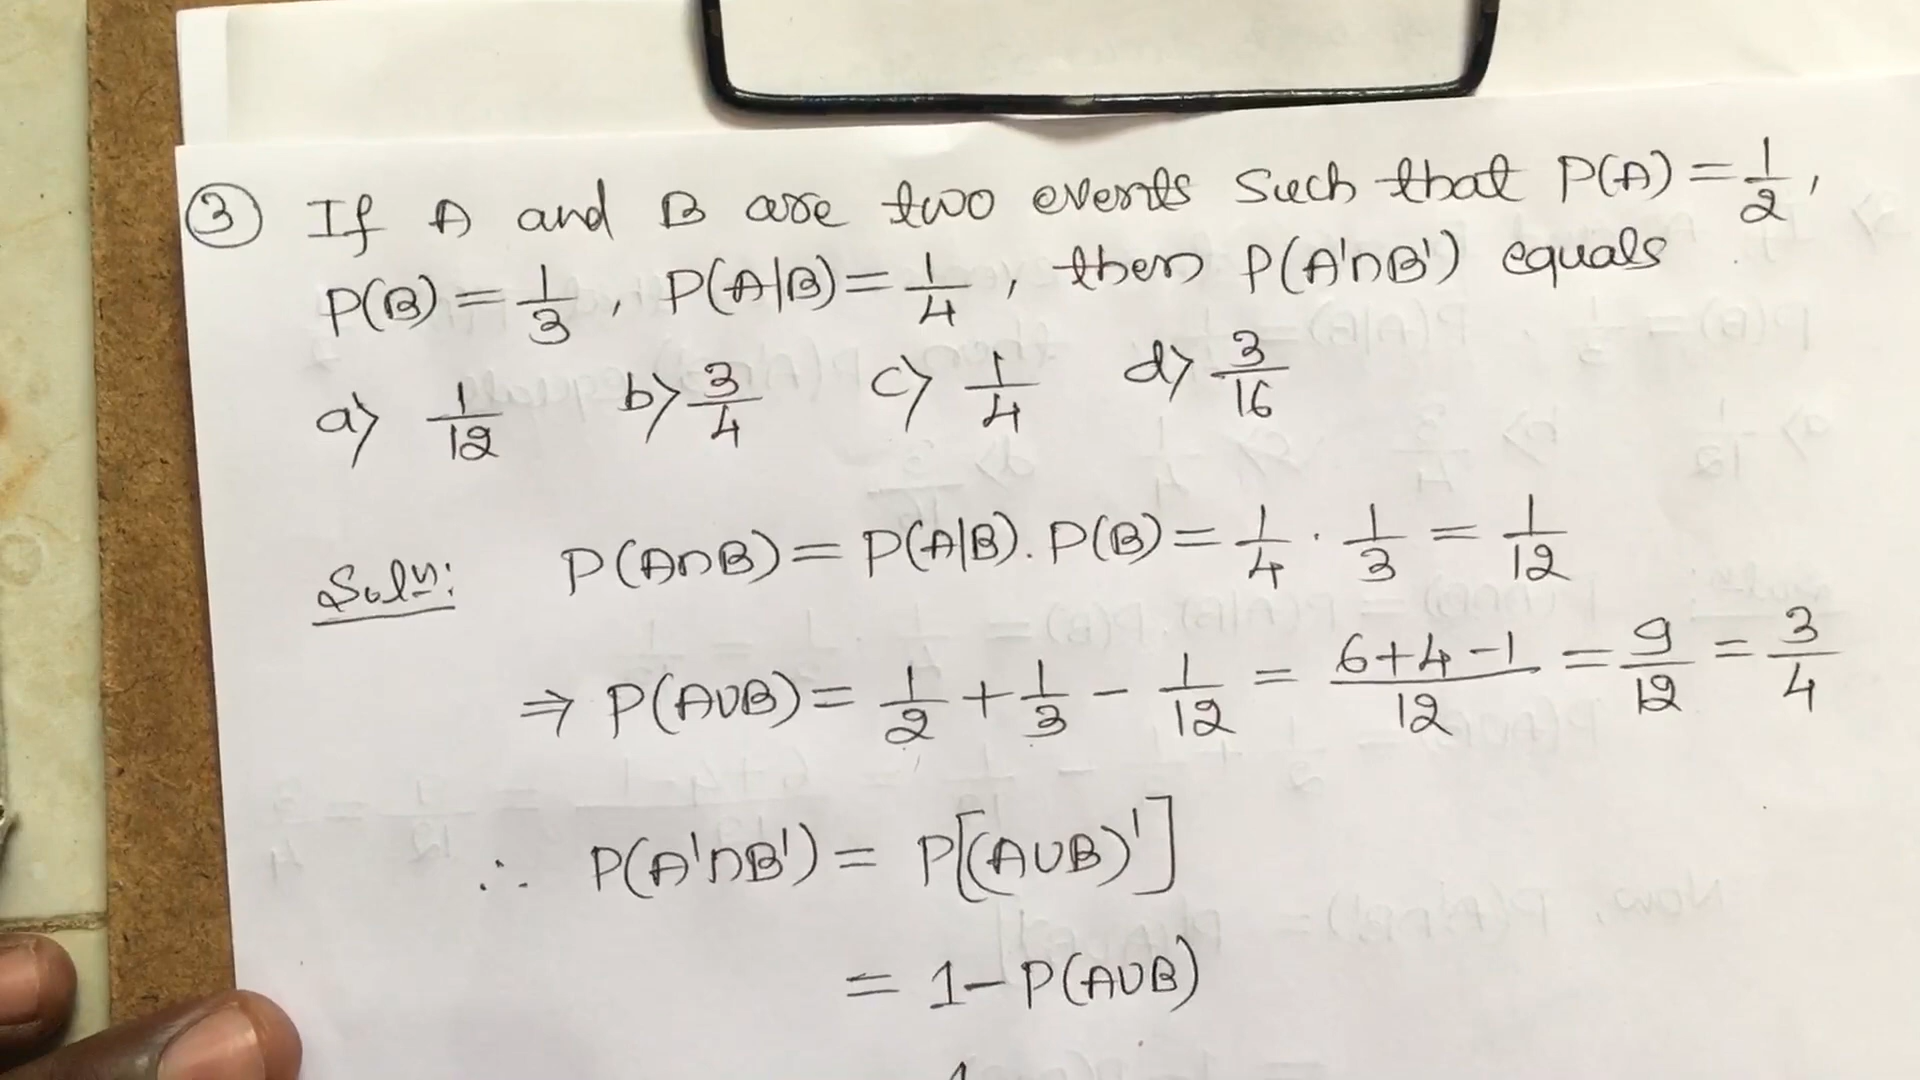 ③ If A and B are two events such that P(A) = 1/2,
P(B) = 1/3, P(A|B) = 1/4, then P(A'∩B') equals
a) 1/12 b) 3/4 c) 1/4 d) 3/16
Soln: P(A∩B) = P(A|B). P(B) = 1/4 · 1/3 = 1/12
⇒ P(A∪B) = 1/2 + 1/3 - 1/12 = (6+4-1)/12 = 9/12 = 3/4
∴ P(A'∩B') = P[(A∪B)']
= 1 - P(A∪B)